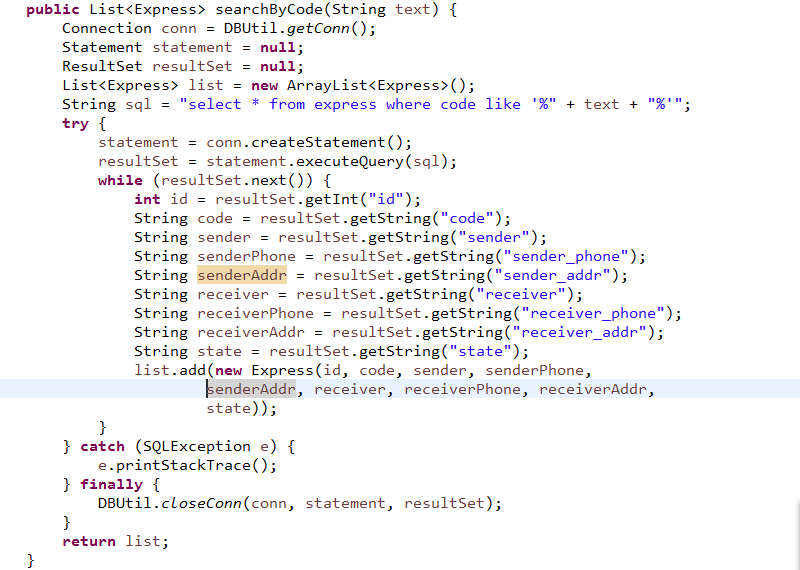 public List<Express> searchByCode(String text) {
    Connection conn = DBUtil.getConn();
    Statement statement = null;
    ResultSet resultSet = null;
    List<Express> list = new ArrayList<Express>();
    String sql = "select * from express where code like '%" + text + "%'";
    try {
        statement = conn.createStatement();
        resultSet = statement.executeQuery(sql);
        while (resultSet.next()) {
            int id = resultSet.getInt("id");
            String code = resultSet.getString("code");
            String sender = resultSet.getString("sender");
            String senderPhone = resultSet.getString("sender_phone");
            String senderAddr = resultSet.getString("sender_addr");
            String receiver = resultSet.getString("receiver");
            String receiverPhone = resultSet.getString("receiver_phone");
            String receiverAddr = resultSet.getString("receiver_addr");
            String state = resultSet.getString("state");
            list.add(new Express(id, code, sender, senderPhone,
                    senderAddr, receiver, receiverPhone, receiverAddr,
                    state));
        }
    } catch (SQLException e) {
        e.printStackTrace();
    } finally {
        DBUtil.closeConn(conn, statement, resultSet);
    }
    return list;
}